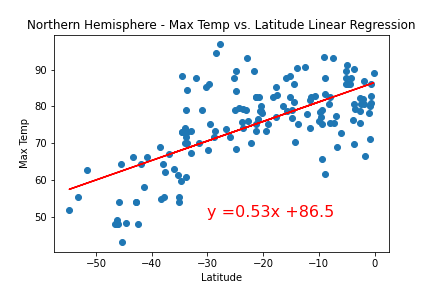 Northern Hemisphere - Max Temp vs. Latitude Linear Regression
Max Temp
90
80
70
60
50
y =0.53x +86.5
−50
−40
−30
−20
−10
0
Latitude